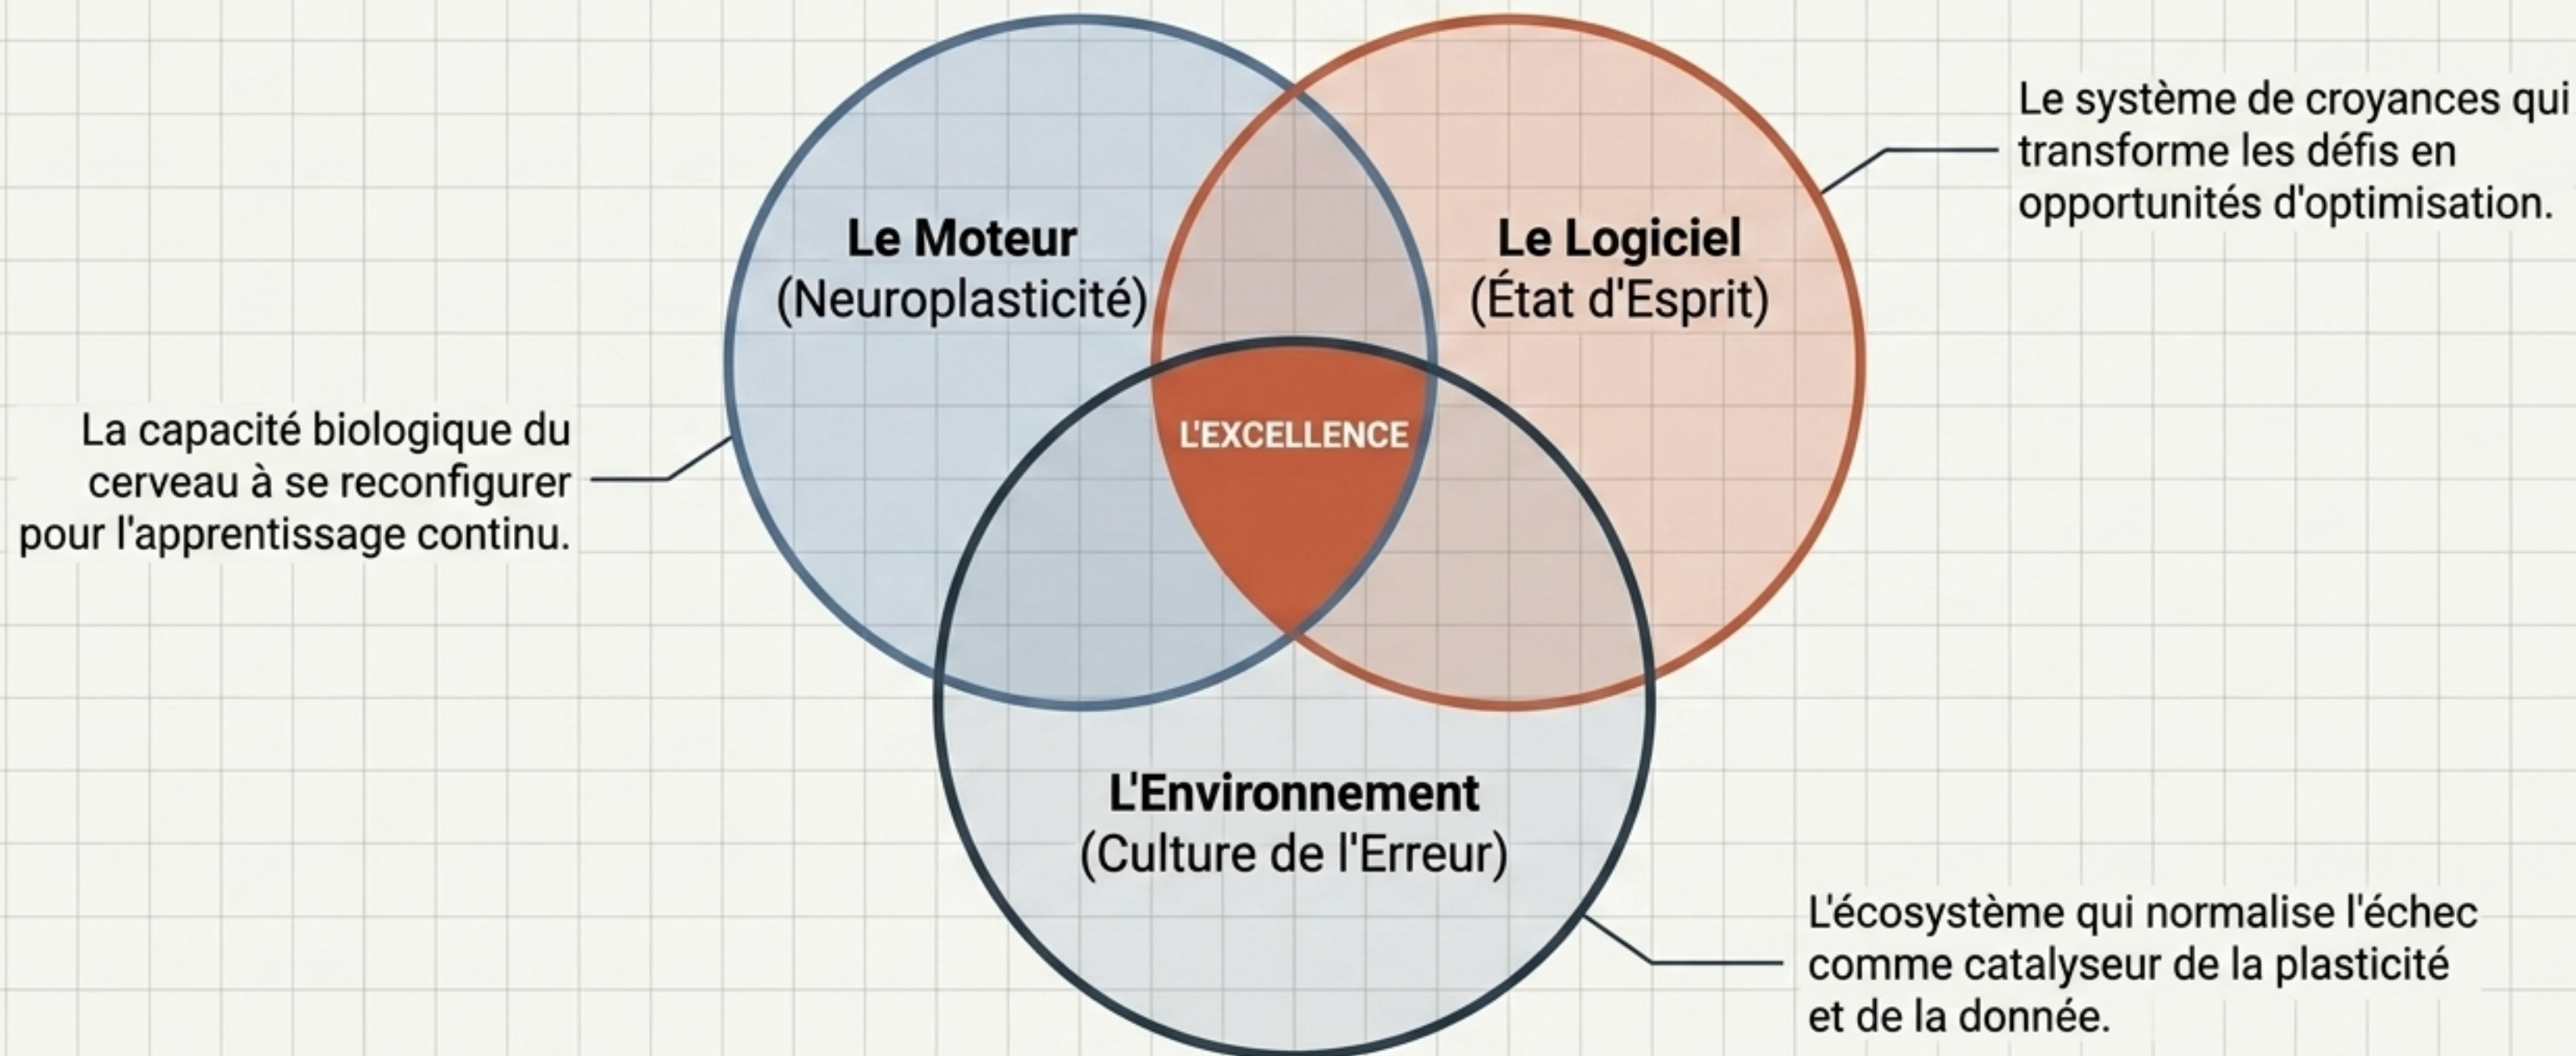 Le Moteur
(Neuroplasticité)
Le Logiciel
(État d'Esprit)
Le système de croyances qui
transforme les défis en
opportunités d'optimisation.
La capacité biologique du
cerveau à se reconfigurer
pour l'apprentissage continu.
L'EXCELLENCE
L'Environnement
(Culture de l'Erreur)
L'écosystème qui normalise l'échec
comme catalyseur de la plasticité
et de la donnée.